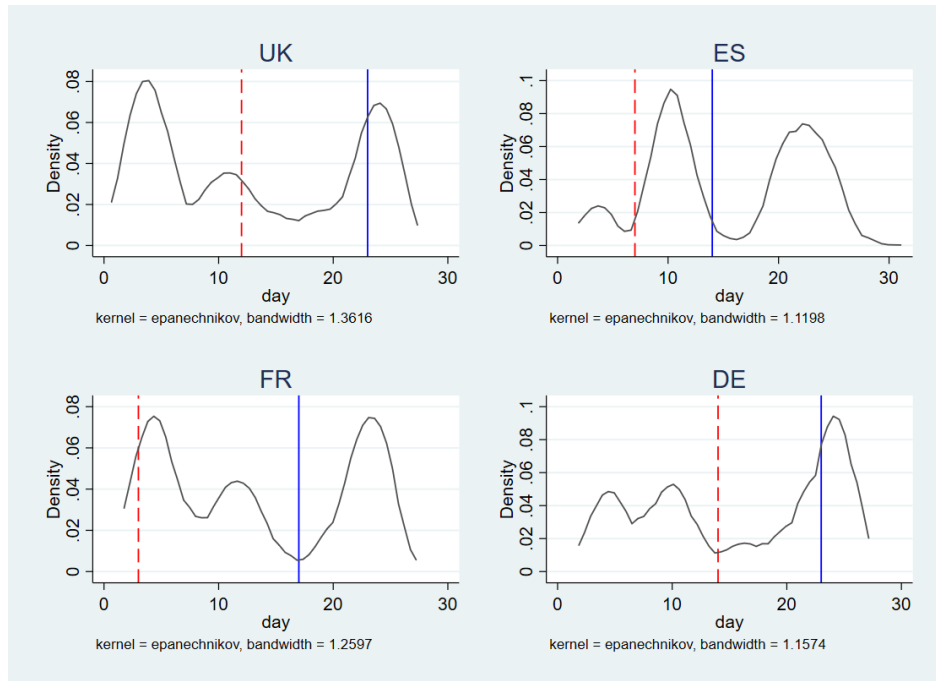 UK
Density
0 .02 .04 .06 .08
0 10 20 30
day
kernel = epanechnikov, bandwidth = 1.3616
ES
Density
0 .02 .04 .06 .08 .1
0 10 20 30
day
kernel = epanechnikov, bandwidth = 1.1198
FR
Density
0 .02 .04 .06 .08
0 10 20 30
day
kernel = epanechnikov, bandwidth = 1.2597
DE
Density
0 .02 .04 .06 .08 .1
0 10 20 30
day
kernel = epanechnikov, bandwidth = 1.1574